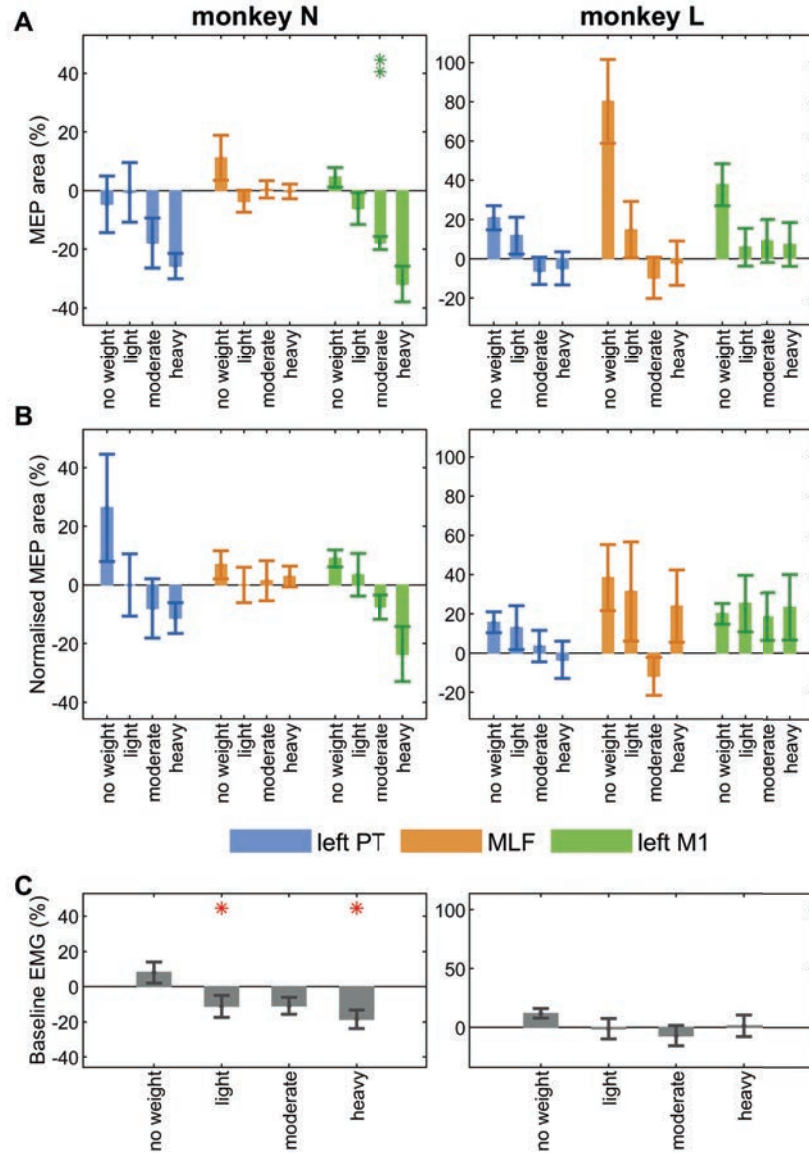 A
monkey N
monkey L
MEP area (%)
40
20
0
-20
-40
no weight
light
moderate
heavy
no weight
light
moderate
heavy
no weight
light
moderate
heavy
100
80
60
40
20
0
-20
no weight
light
moderate
heavy
no weight
light
moderate
heavy
no weight
light
moderate
heavy
B
Normalised MEP area (%)
40
20
0
-20
-40
no weight
light
moderate
heavy
no weight
light
moderate
heavy
no weight
light
moderate
heavy
100
80
60
40
20
0
-20
no weight
light
moderate
heavy
no weight
light
moderate
heavy
no weight
light
moderate
heavy
left PT MLF left M1
C
Baseline EMG (%)
40
20
0
-20
-40
no weight
light
moderate
heavy
100
50
0
no weight
light
moderate
heavy